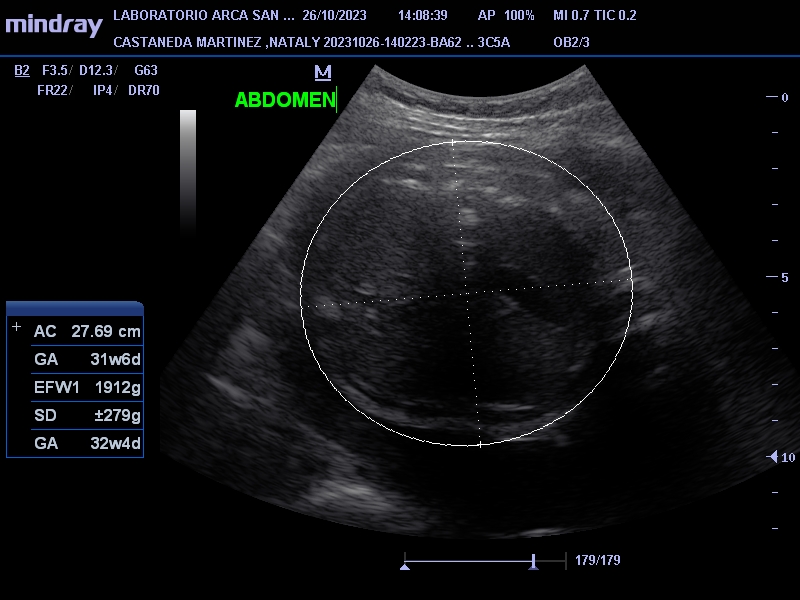 mindray
LABORATORIO ARCA SAN ... 26/10/2023 14:08:39 AP 100% MI 0.7 TIC 0.2
CASTANEDA MARTINEZ ,NATALY 20231026-140223-BA62 .. 3C5A OB2/3
B2 F3.5/ D12.3/ G63
FR22/ IP4/ DR70
M
ABDOMEN
0
5
10
+ AC 27.69 cm
GA 31w6d
EFW1 1912g
SD ±279g
GA 32w4d
179/179